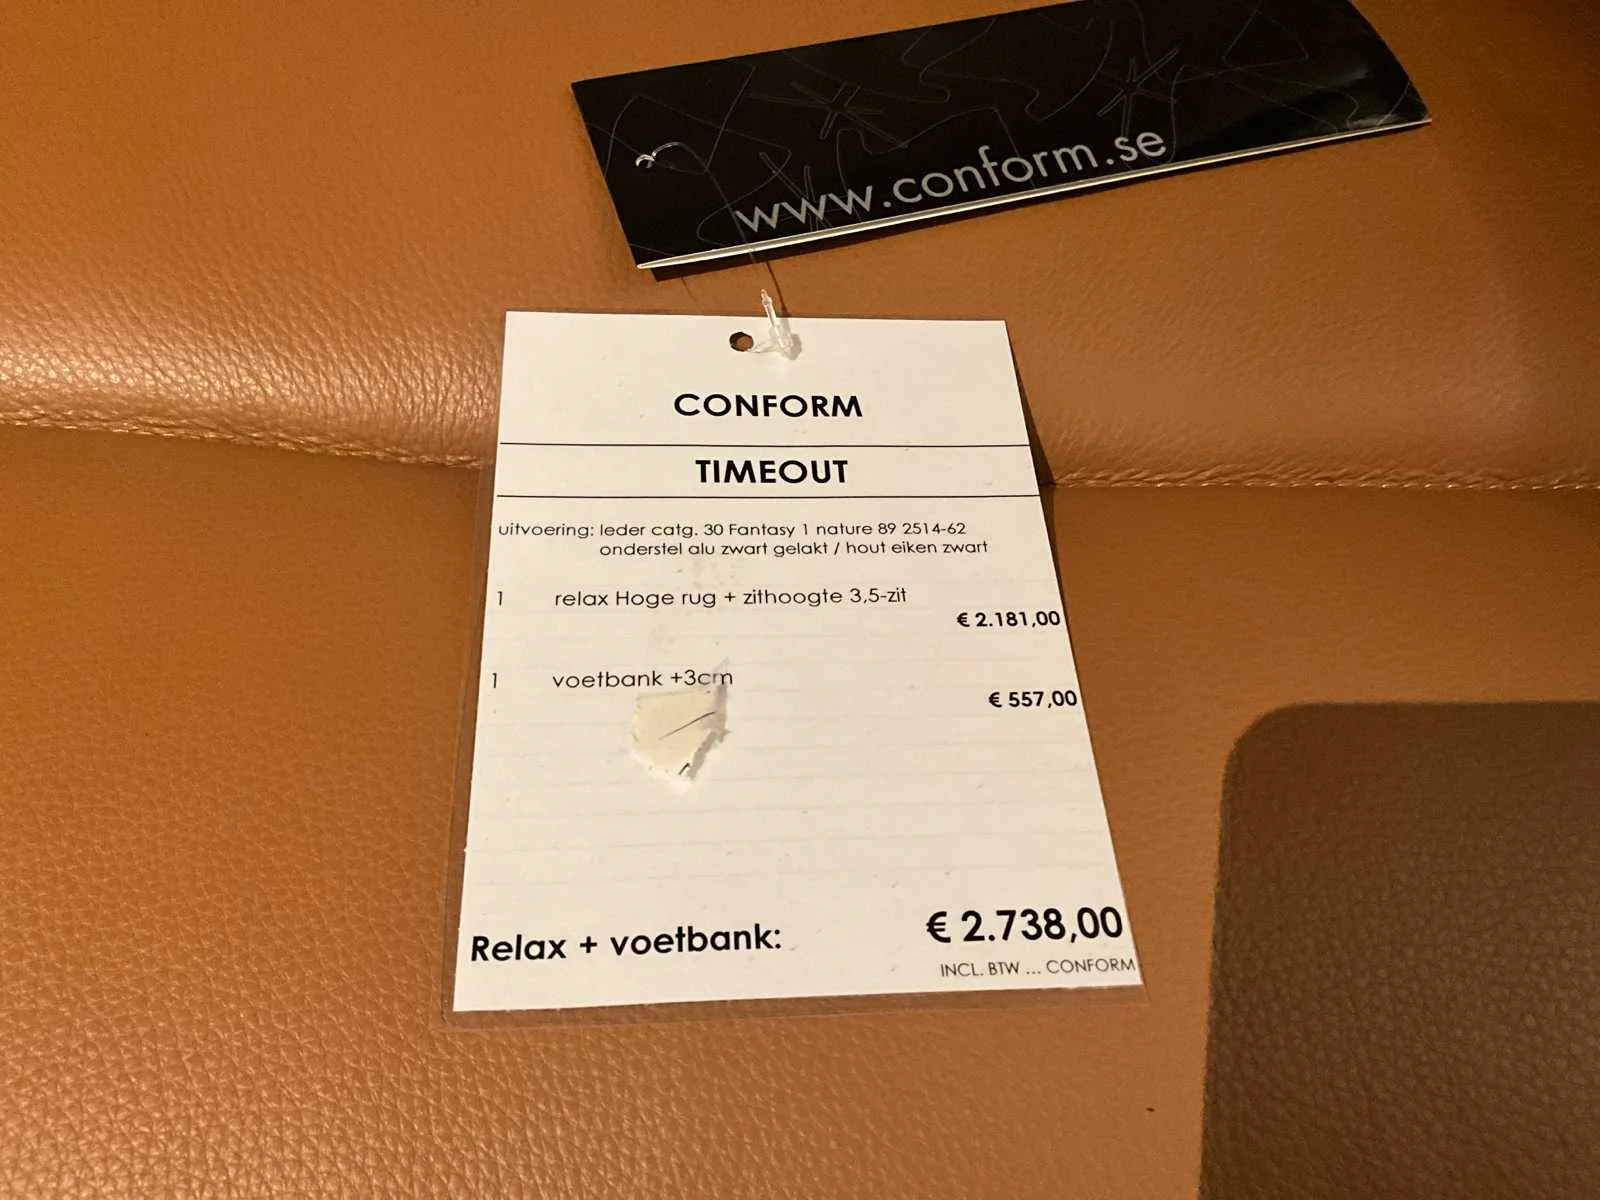 www.conform.se
CONFORM
TIMEOUT
uitvoering: leder catg. 30 Fantasy 1 nature 89 2514-62
onderstel alu zwart gelakt / hout eiken zwart
1 relax Hoge rug + zithoogte 3,5-zit
€ 2.181,00
1 voetbank +3cm
€ 557,00
Relax + voetbank: € 2.738,00
INCL. BTW ... CONFORM